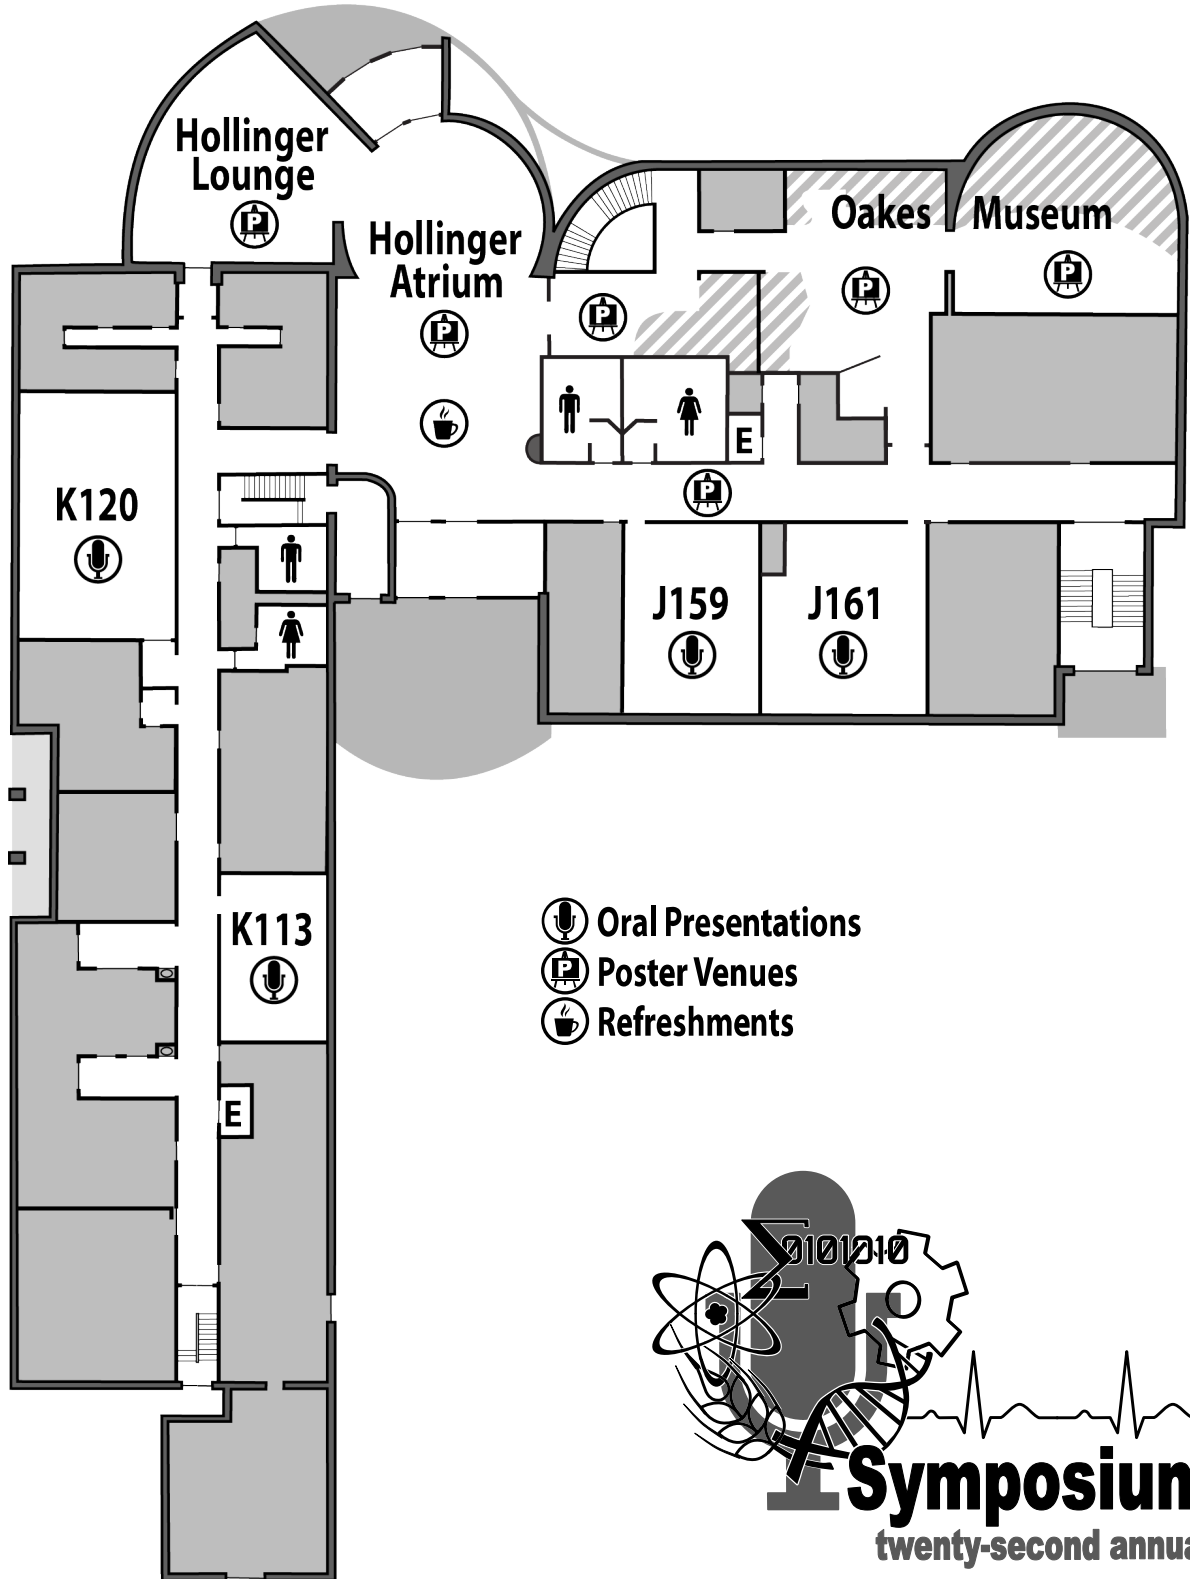 Hollinger
Lounge
P
Hollinger
Atrium
P
P
Oakes Museum
P
P
E
K120
P
J159
J161
K113
Oral Presentations
P Poster Venues
Refreshments
E
Σ
0101010
Symposium
twenty-second annua